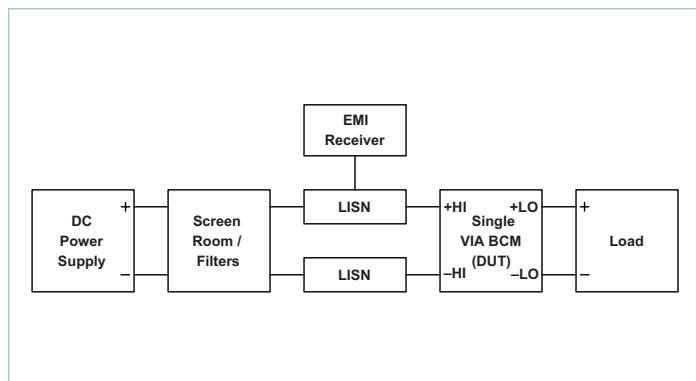 EMI
Receiver
DC
Power
Supply
+
–
Screen
Room /
Filters
LISN
LISN
+HI
+LO
Single
VIA BCM
(DUT)
–HI
–LO
+
–
Load